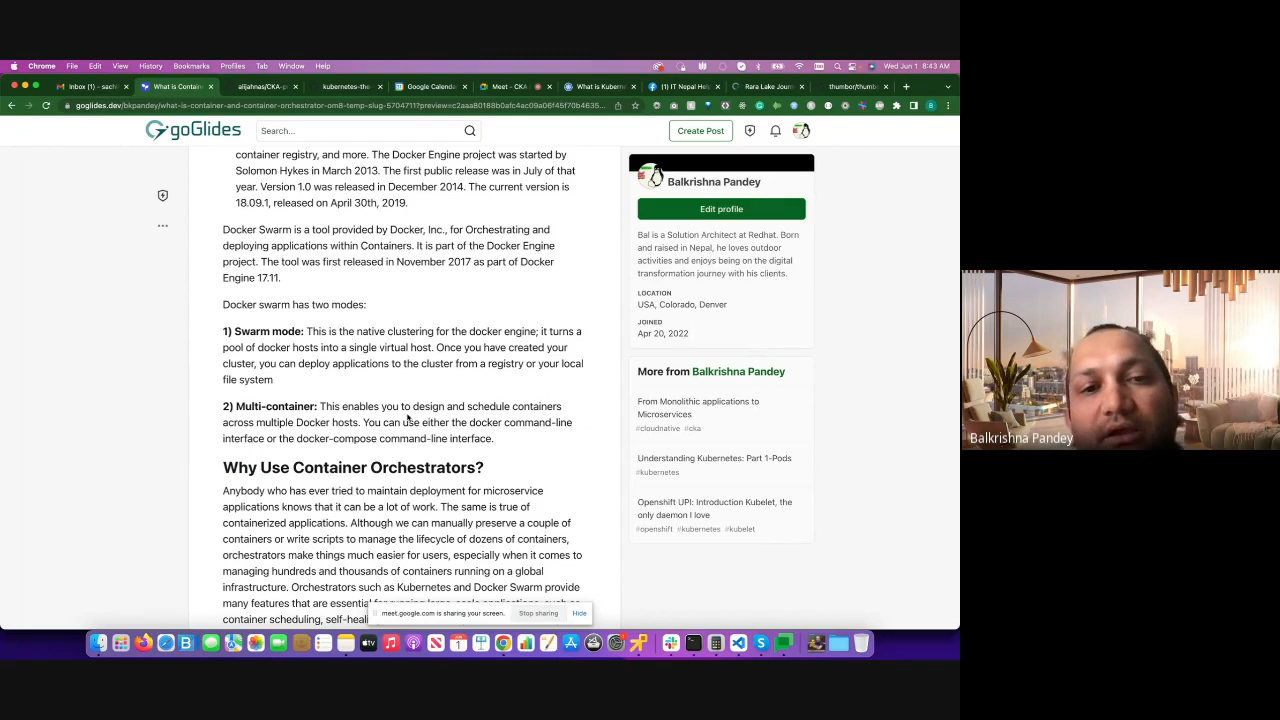 Chrome File Edit View History Bookmarks Profiles Tab Window Help
Wed Jun 1 8:43 AM
Inbox (1) – sach
What is Contain
alijahnas/CKA-p
kubernetes-the-
Google Calenda
Meet – CKA
What is Kubern
(1) IT Nepal Hel
Rara Lake Journ
thumbor/thumb
goglides.dev/bkpandey/what-is-container-and-container-orchestrator-om8-temp-slug-5704711?preview=
goGlides
Search...
Create Post
container registry, and more. The Docker Engine project was started by
Solomon Hykes in March 2013. The first public release was in July of that
year. Version 1.0 was released in December 2014. The current version is
18.09.1, released on April 30th, 2019.
Docker Swarm is a tool provided by Docker, Inc., for Orchestrating and
deploying applications within Containers. It is part of the Docker Engine
project. The tool was first released in November 2017 as part of Docker
Engine 17.11.
Docker swarm has two modes:
1) Swarm mode: This is the native clustering for the docker engine; it turns a
pool of docker hosts into a single virtual host. Once you have created your
cluster, you can deploy applications to the cluster from a registry or your local
file system
2) Multi-container: This enables you to design and schedule containers
across multiple Docker hosts. You can use either the docker command-line
interface or the docker-compose command-line interface.
Why Use Container Orchestrators?
Anybody who has ever tried to maintain deployment for microservice
applications knows that it can be a lot of work. The same is true of
containerized applications. Although we can manually preserve a couple of
containers or write scripts to manage the lifecycle of dozens of containers,
orchestrators make things much easier for users, especially when it comes to
managing hundreds and thousands of containers running on a global
infrastructure. Orchestrators such as Kubernetes and Docker Swarm provide
many features that are essential
container scheduling, self-heali
meet.google.com is sharing your screen.
Stop sharing
Hide
Balkrishna Pandey
Edit profile
Bal is a Solution Architect at Redhat. Born
and raised in Nepal, he loves outdoor
activities and enjoys being on the digital
transformation journey with his clients.
LOCATION
USA, Colorado, Denver
JOINED
Apr 20, 2022
More from Balkrishna Pandey
From Monolithic applications to
Microservices
#cloudnative #cka
Understanding Kubernetes: Part 1-Pods
#kubernetes
Openshift UPI: Introduction Kubelet, the
only daemon I love
#openshift #kubernetes #kubelet
Balkrishna Pandey